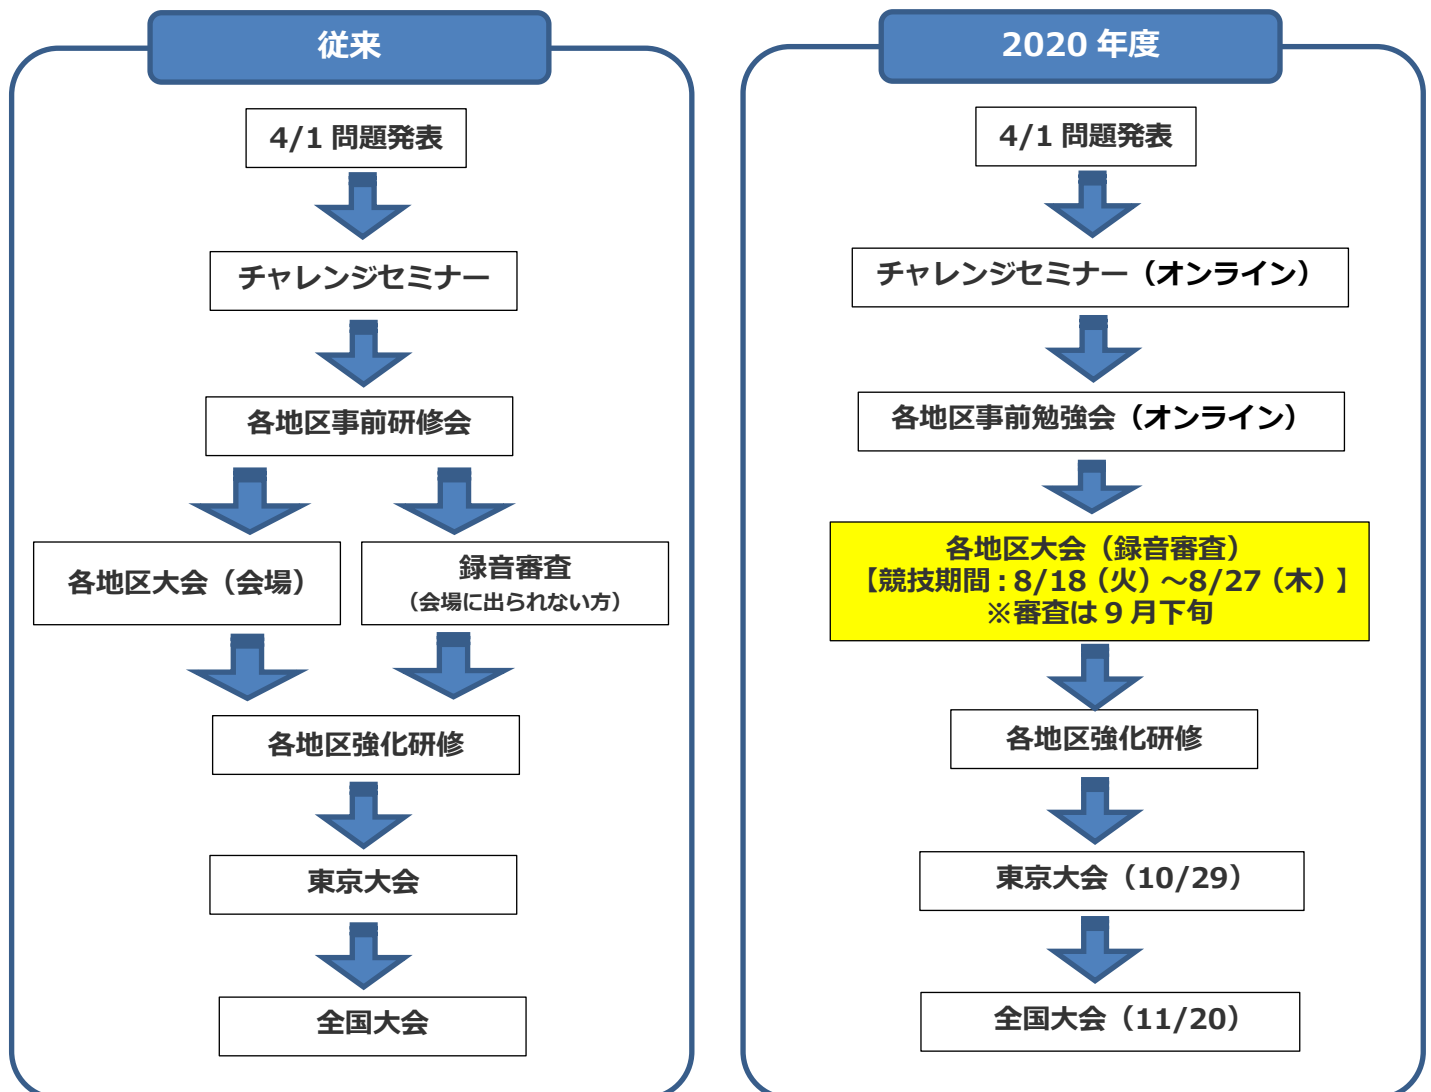 従来
4/1 問題発表
チャレンジセミナー
各地区事前研修会
各地区大会（会場）
録音審査
（会場に出られない方）
各地区強化研修
東京大会
全国大会
2020 年度
4/1 問題発表
チャレンジセミナー（オンライン）
各地区事前勉強会（オンライン）
各地区大会（録音審査）
【競技期間：8/18（火）～8/27（木）】
※審査は 9 月下旬
各地区強化研修
東京大会（10/29）
全国大会（11/20）